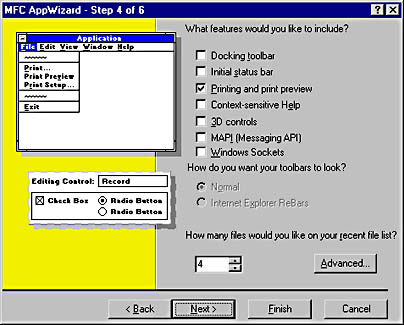 MFC AppWizard - Step 4 of 6
Application
File Edit View Window Help
Print...
Print Preview
Print Setup...
Exit
Editing Control: Record
Check Box
Radio Button
Radio Button
What features would you like to include?
Docking toolbar
Initial status bar
Printing and print preview
Context-sensitive Help
3D controls
MAPI (Messaging API)
Windows Sockets
How do you want your toolbars to look?
Normal
Internet Explorer ReBars
How many files would you like on your recent file list?
4
Advanced...
< Back
Next >
Finish
Cancel